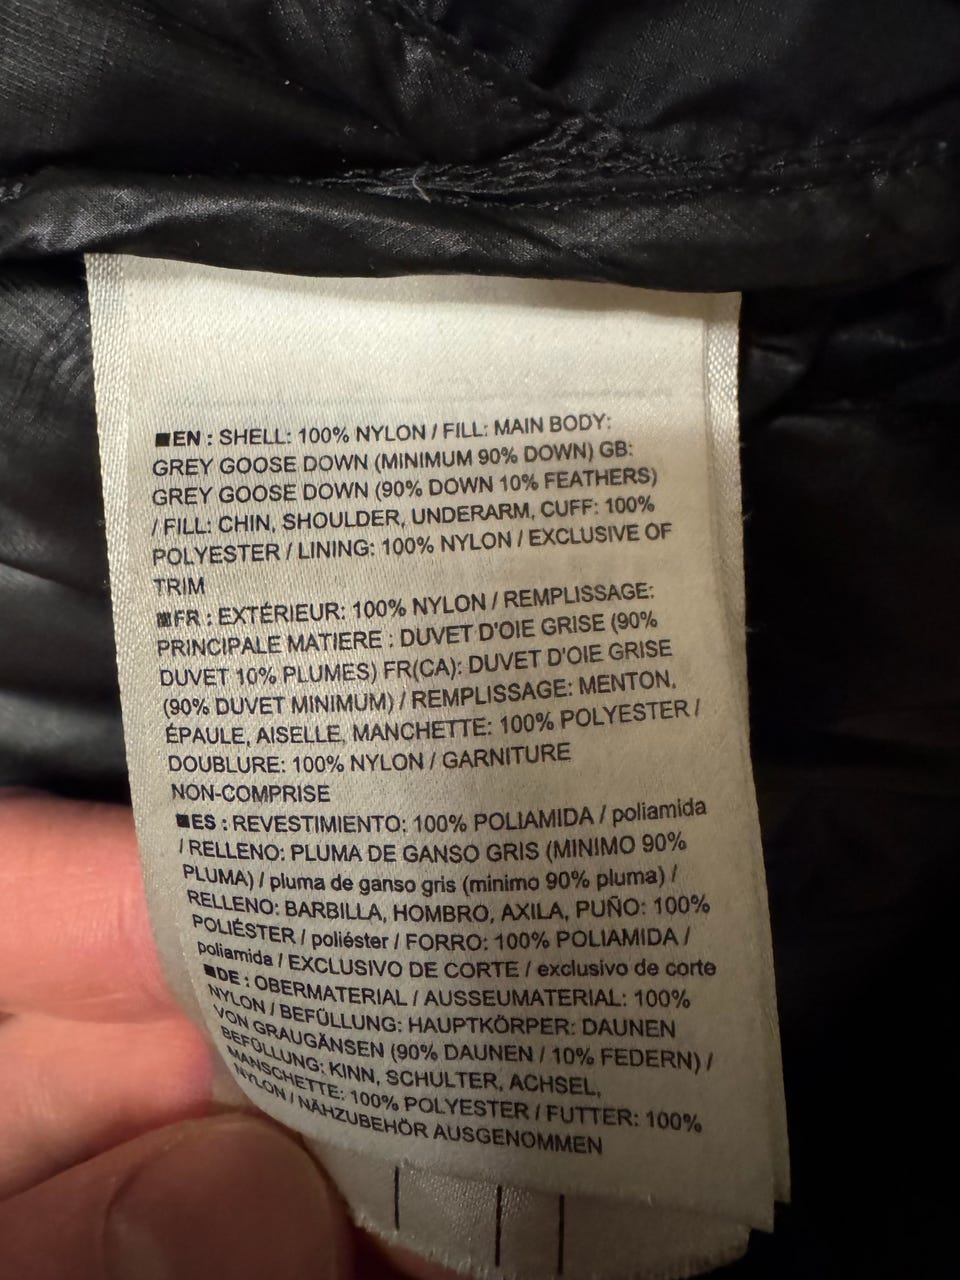 ■EN : SHELL: 100% NYLON / FILL: MAIN BODY:
GREY GOOSE DOWN (MINIMUM 90% DOWN) GB:
GREY GOOSE DOWN (90% DOWN 10% FEATHERS)
/ FILL: CHIN, SHOULDER, UNDERARM, CUFF: 100%
POLYESTER / LINING: 100% NYLON / EXCLUSIVE OF
TRIM
■FR : EXTÉRIEUR: 100% NYLON / REMPLISSAGE:
PRINCIPALE MATIERE : DUVET D'OIE GRISE (90%
DUVET 10% PLUMES) FR(CA): DUVET D'OIE GRISE
(90% DUVET MINIMUM) / REMPLISSAGE: MENTON,
ÉPAULE, AISELLE, MANCHETTE: 100% POLYESTER /
DOUBLURE: 100% NYLON / GARNITURE
NON-COMPRISE
■ES : REVESTIMIENTO: 100% POLIAMIDA / poliamida
/ RELLENO: PLUMA DE GANSO GRIS (MINIMO 90%
PLUMA) / pluma de ganso gris (minimo 90% pluma) /
RELLENO: BARBILLA, HOMBRO, AXILA, PUÑO: 100%
POLIÉSTER / poliéster / FORRO: 100% POLIAMIDA /
poliamida / EXCLUSIVO DE CORTE / exclusivo de corte
■DE : OBERMATERIAL / AUSSEUMATERIAL: 100%
NYLON / BEFÜLLUNG: HAUPTKÖRPER: DAUNEN
VON GRAUGÄNSEN (90% DAUNEN / 10% FEDERN) /
BEFÜLLUNG: KINN, SCHULTER, ACHSEL,
MANSCHETTE: 100% POLYESTER / FUTTER: 100%
NYLON / NÄHZUBEHÖR AUSGENOMMEN